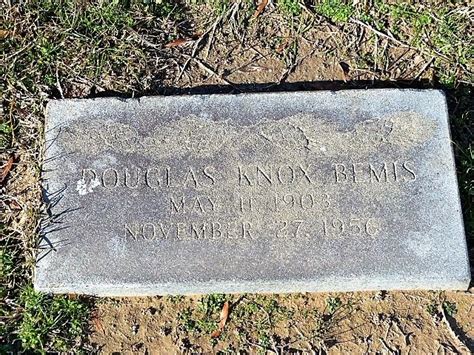 DOUGLAS KNOX BEMIS
MAY 11, 1903
NOVEMBER 27, 1956